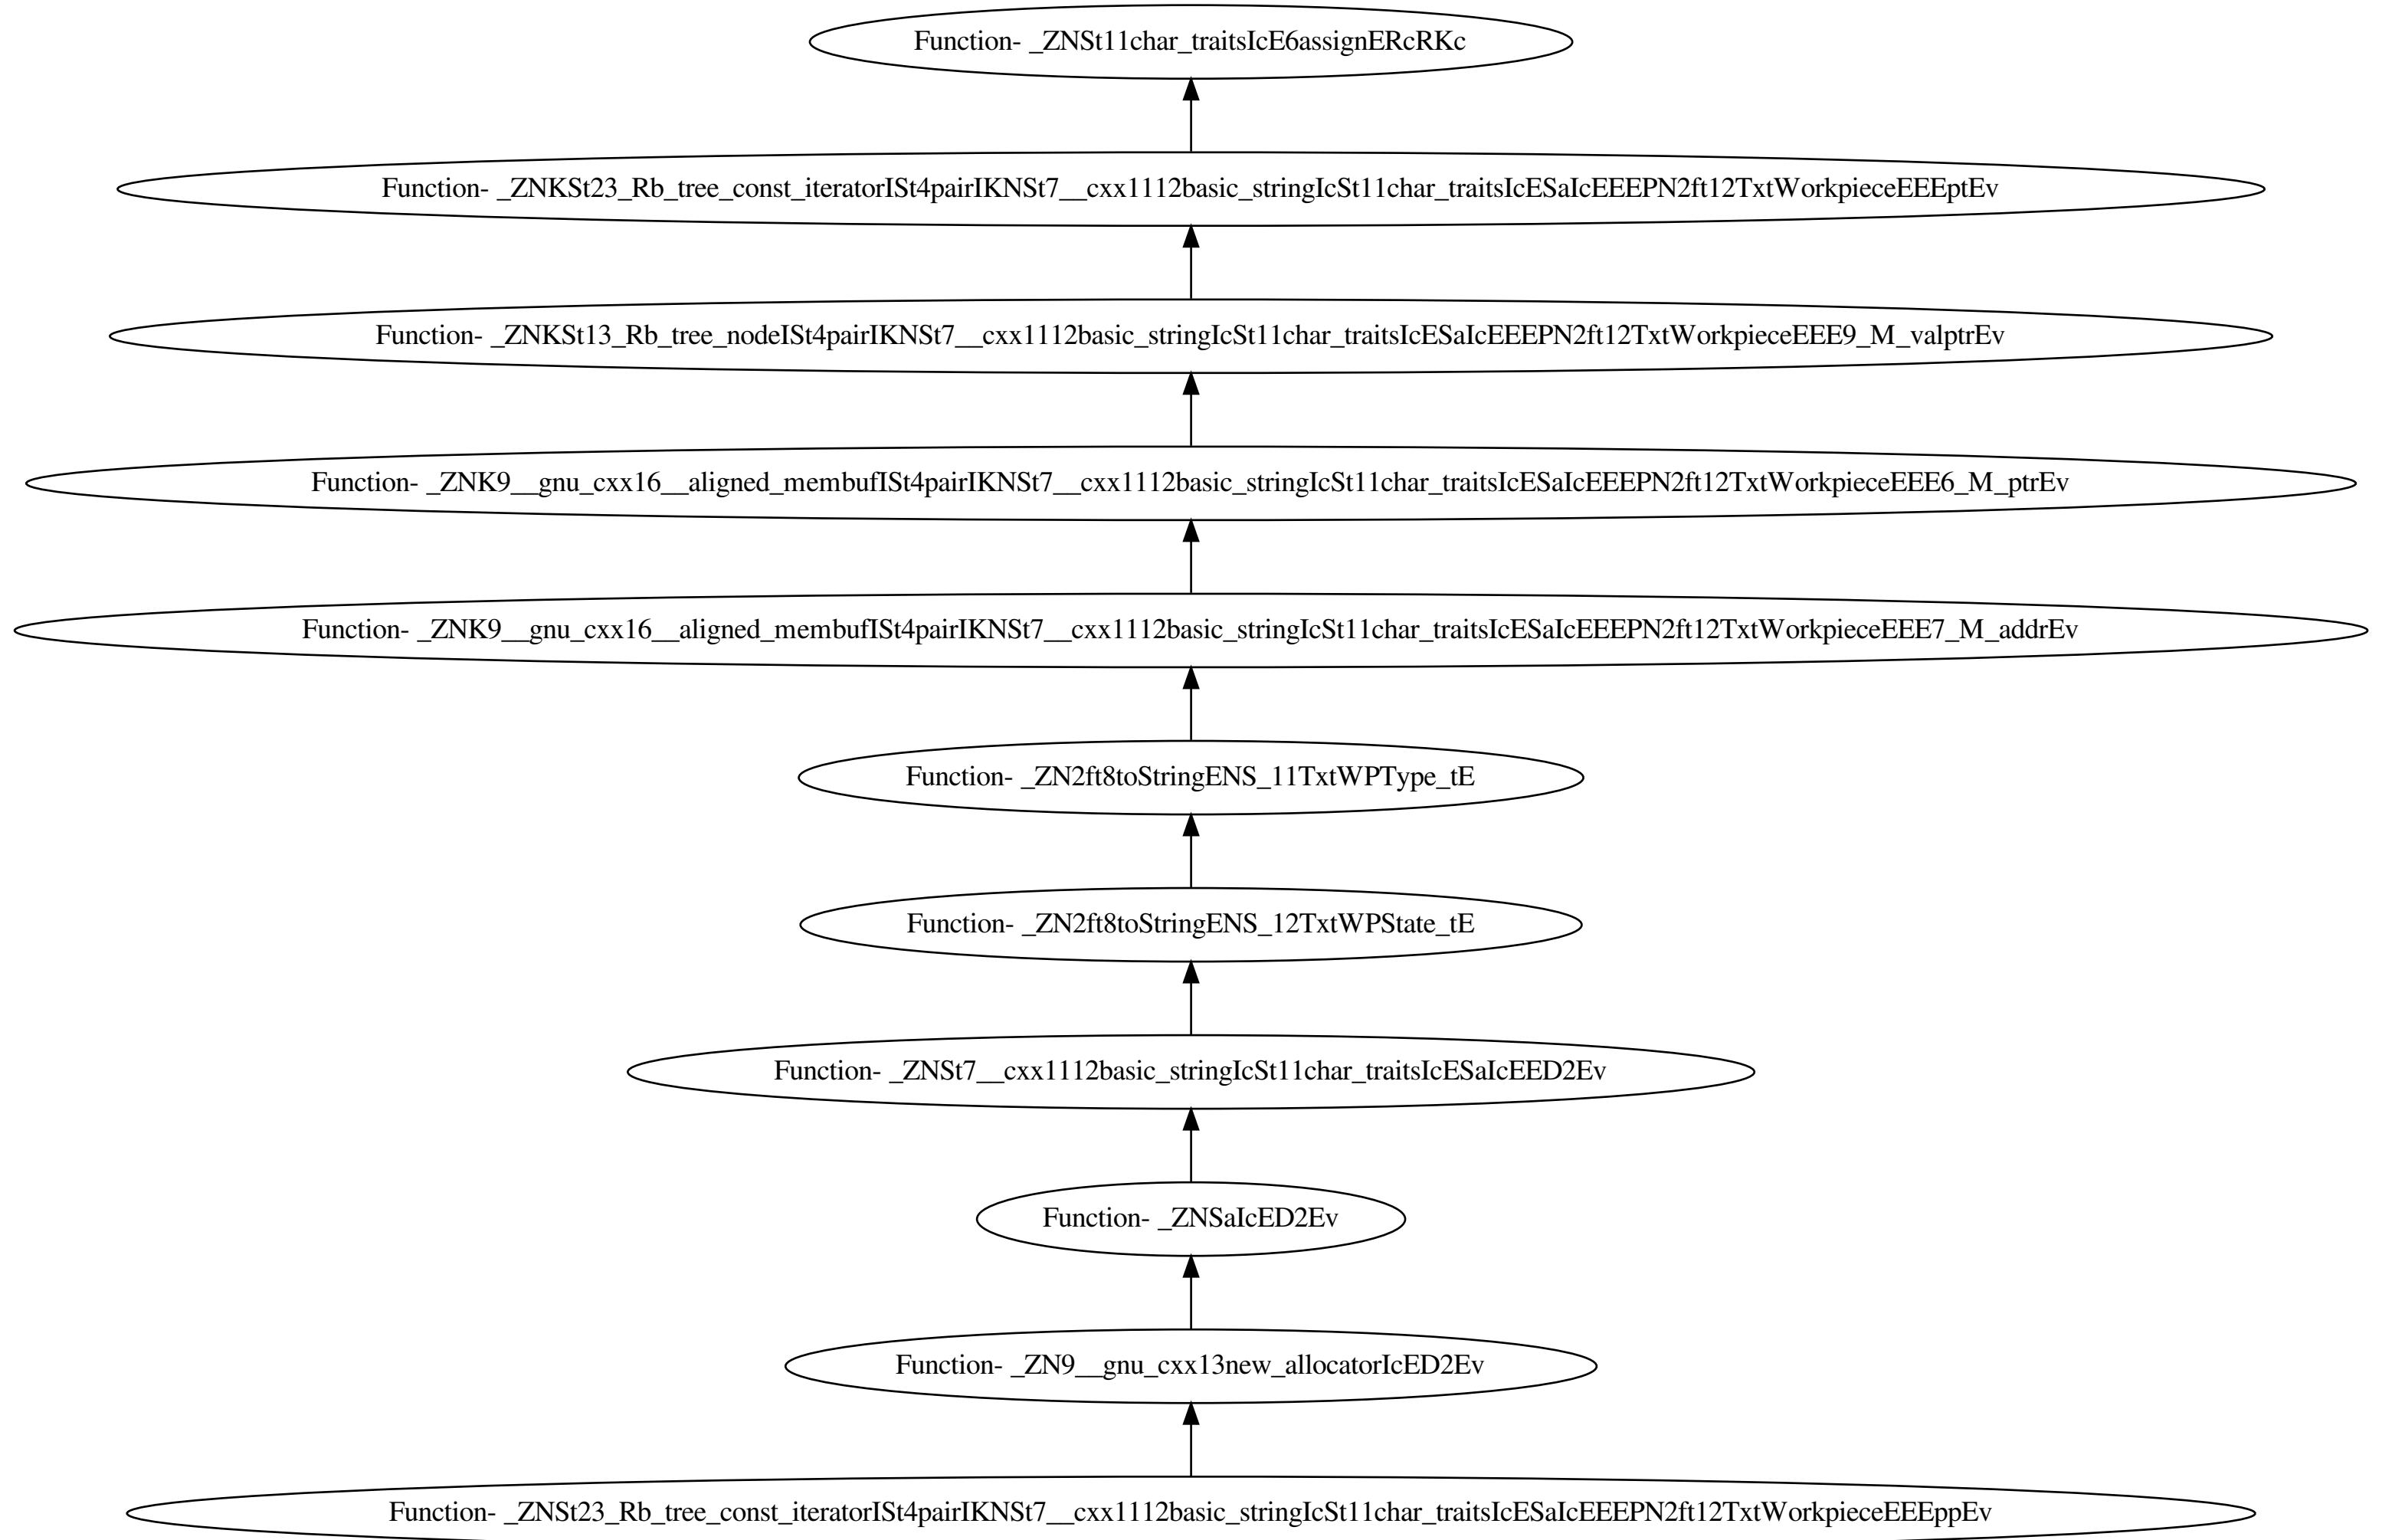 Function- _ZNSt11char_traitsIcE6assignERcRKc
Function- _ZNKSt23_Rb_tree_const_iteratorISt4pairIKNSt7__cxx1112basic_stringIcSt11char_traitsIcESaIcEEEPN2ft12TxtWorkpieceEEEptEv
Function- _ZNKSt13_Rb_tree_nodeISt4pairIKNSt7__cxx1112basic_stringIcSt11char_traitsIcESaIcEEEPN2ft12TxtWorkpieceEEE9_M_valptrEv
Function- _ZNK9__gnu_cxx16__aligned_membufISt4pairIKNSt7__cxx1112basic_stringIcSt11char_traitsIcESaIcEEEPN2ft12TxtWorkpieceEEE6_M_ptrEv
Function- _ZNK9__gnu_cxx16__aligned_membufISt4pairIKNSt7__cxx1112basic_stringIcSt11char_traitsIcESaIcEEEPN2ft12TxtWorkpieceEEE7_M_addrEv
Function- _ZN2ft8toStringENS_11TxtWPType_tE
Function- _ZN2ft8toStringENS_12TxtWPState_tE
Function- _ZNSt7__cxx1112basic_stringIcSt11char_traitsIcESaIcEED2Ev
Function- _ZNSaIcED2Ev
Function- _ZN9__gnu_cxx13new_allocatorIcED2Ev
Function- _ZNSt23_Rb_tree_const_iteratorISt4pairIKNSt7__cxx1112basic_stringIcSt11char_traitsIcESaIcEEEPN2ft12TxtWorkpieceEEEppEv